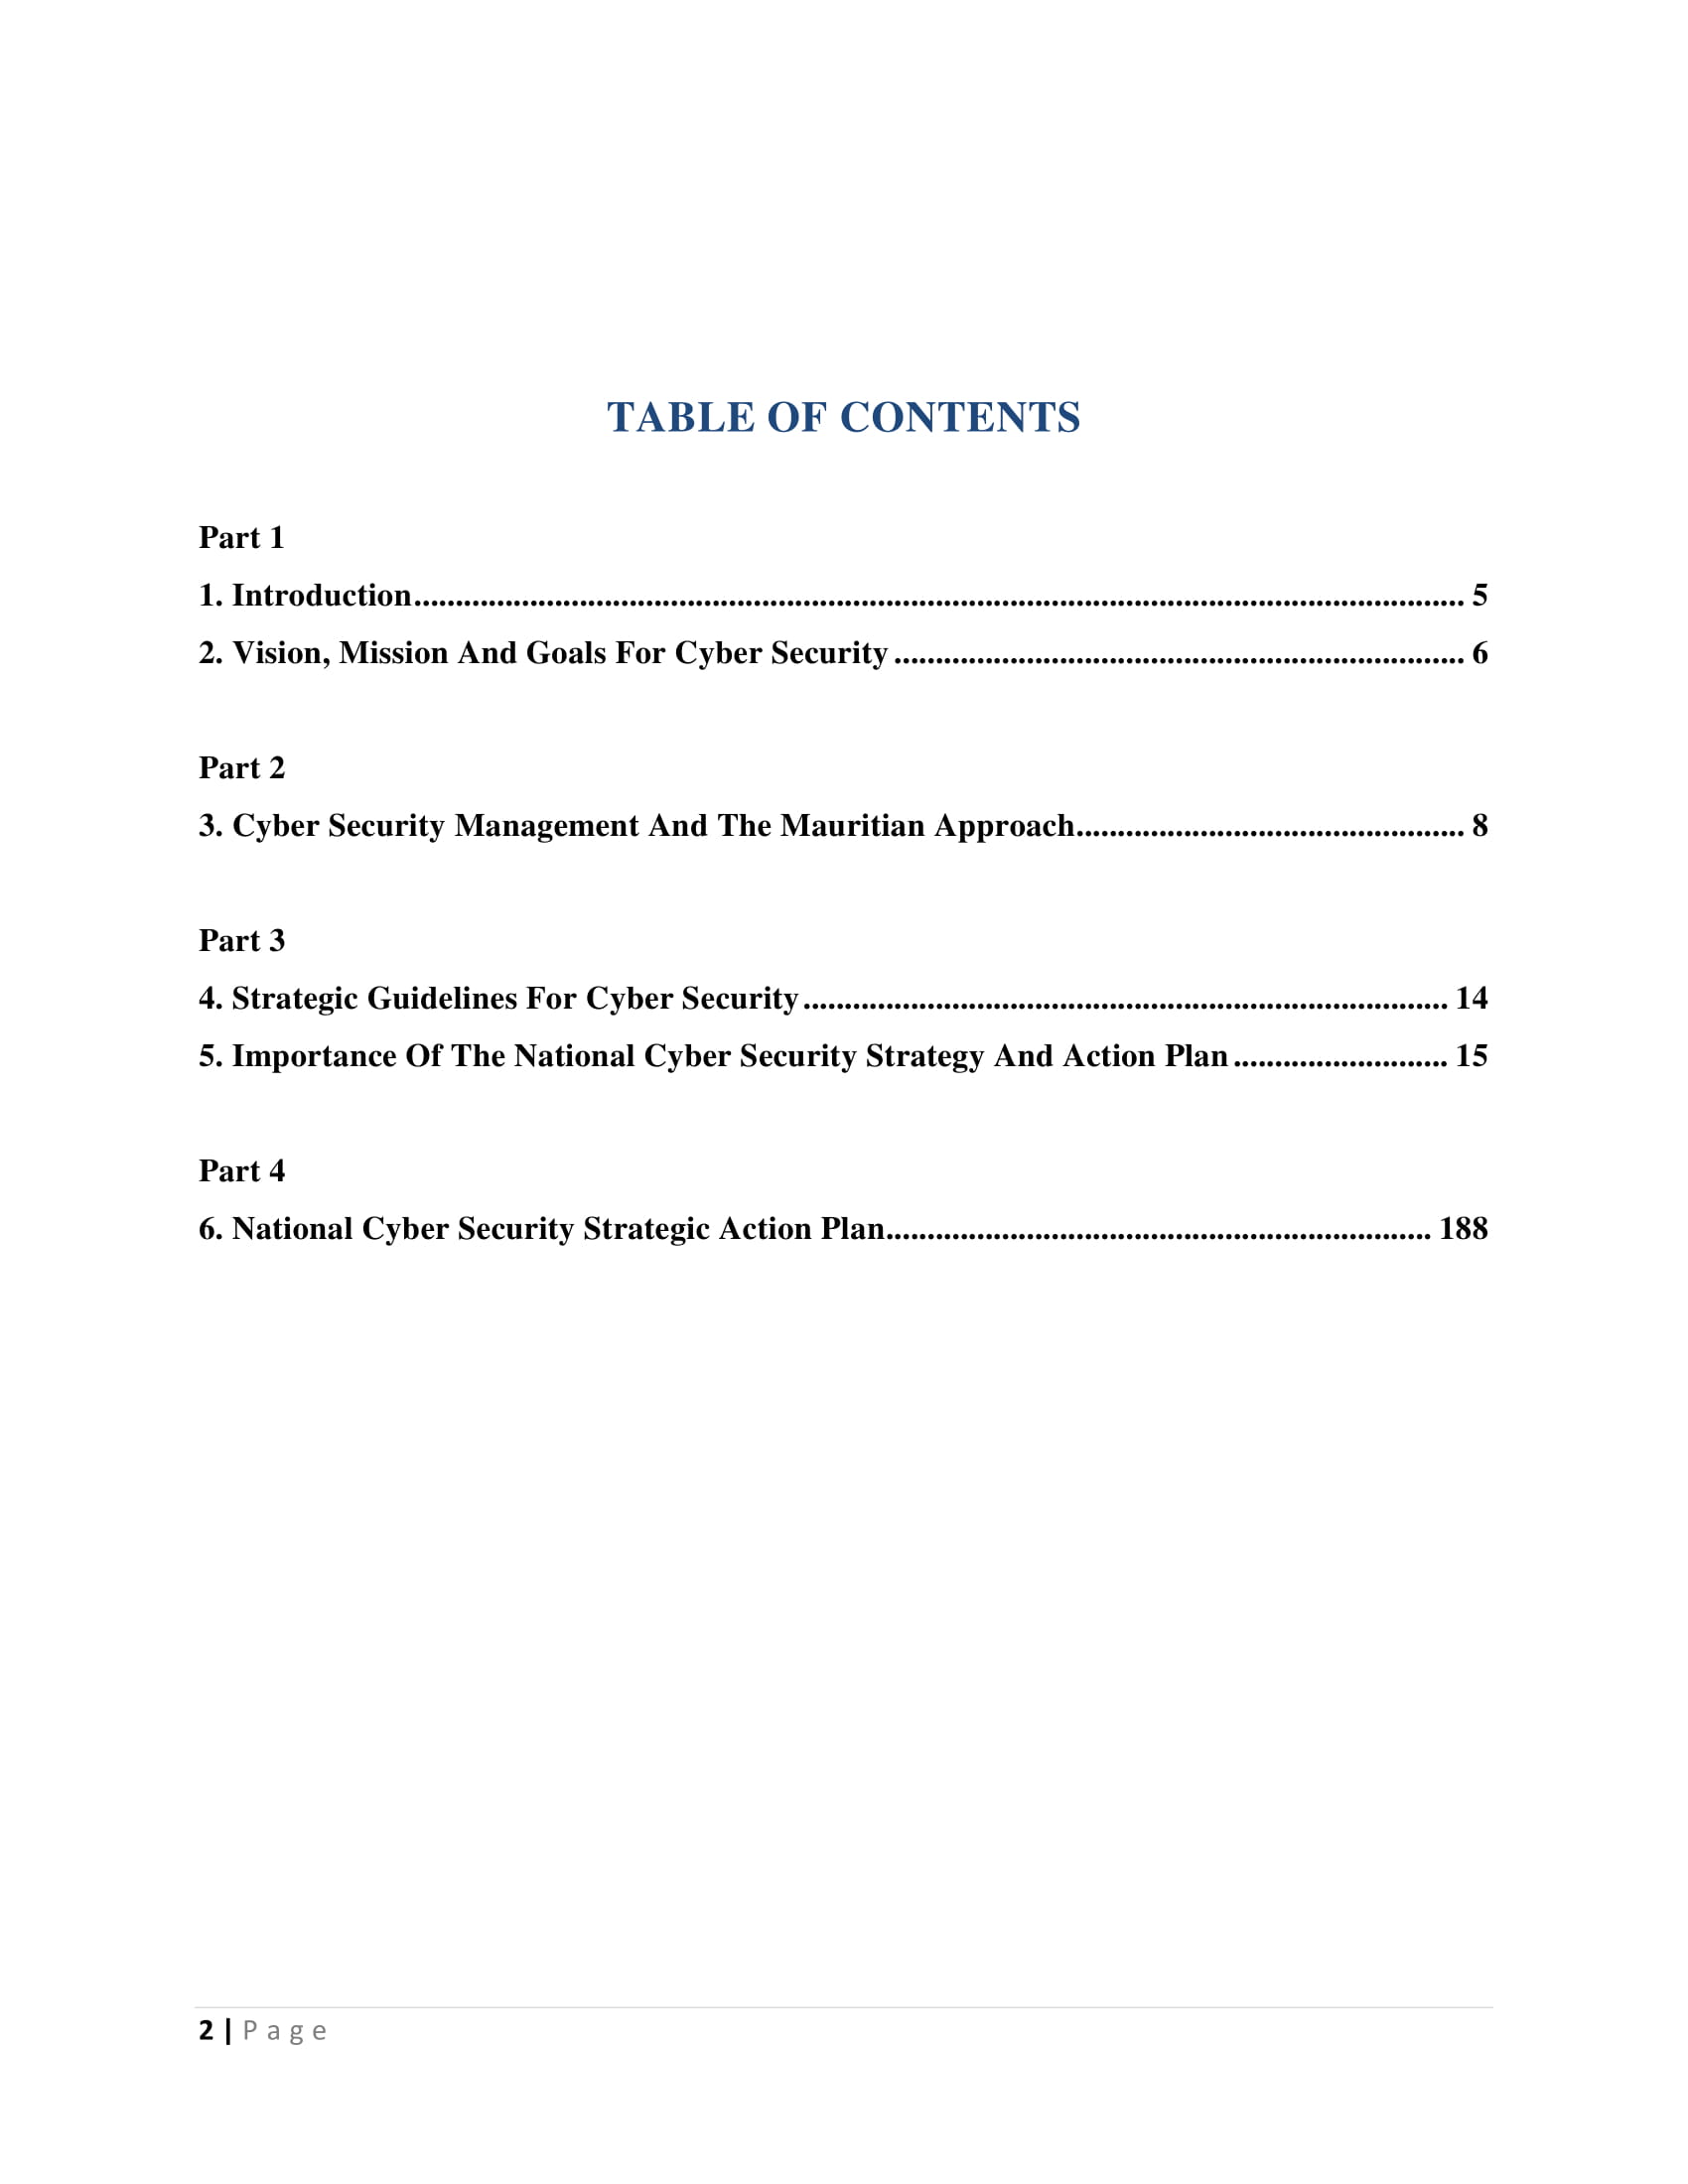 TABLE OF CONTENTS
Part 1
1. Introduction.................................................................................................................................. 5
2. Vision, Mission And Goals For Cyber Security ..................................................................... 6
Part 2
3. Cyber Security Management And The Mauritian Approach............................................... 8
Part 3
4. Strategic Guidelines For Cyber Security.............................................................................. 14
5. Importance Of The National Cyber Security Strategy And Action Plan .......................... 15
Part 4
6. National Cyber Security Strategic Action Plan.................................................................. 188
2 | Page